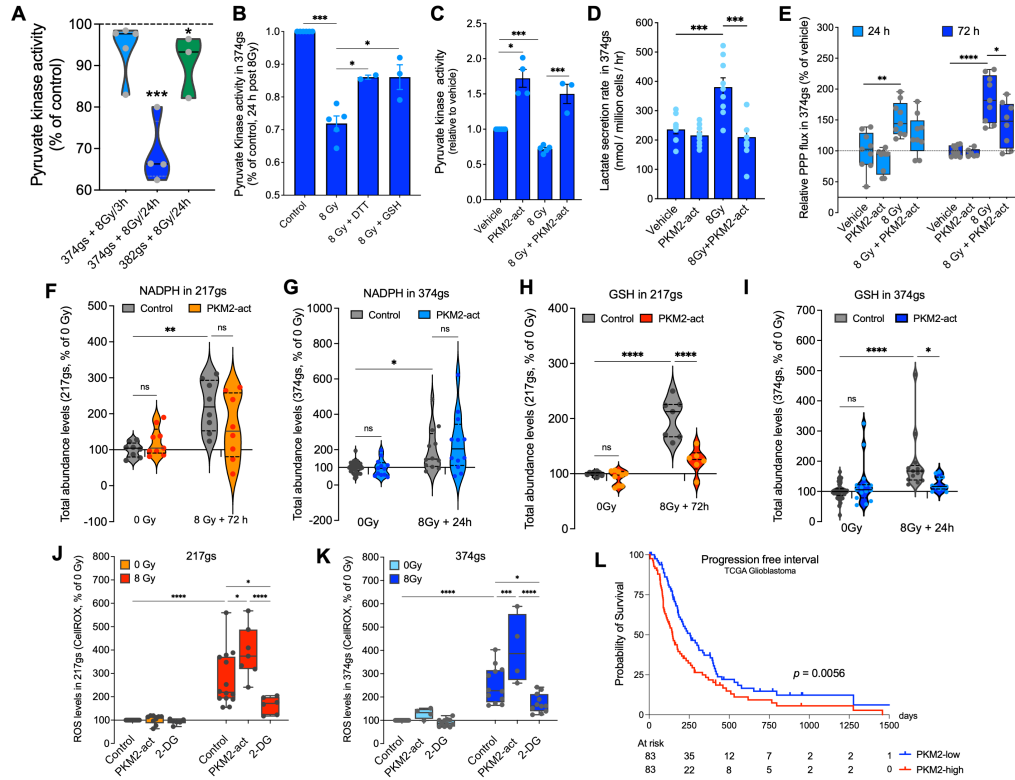 A
Pyruvate kinase activity
(% of control)
100
90
80
70
60
***
*
374gs + 8Gy/3h
374gs + 8Gy/24h
382gs + 8Gy/24h
B
Pyruvate Kinase activity in 374gs
(% of control, 24 h post 8Gy)
1.0
0.9
0.8
0.7
0.6
0.5
***
*
*
Control
8 Gy
8 Gy + DTT
8 Gy + GSH
C
Pyruvate Kinase activity
(relative to vehicle)
2.5
2.0
1.5
1.0
0.5
0.0
***
*
***
Vehicle
PKM2-act
8 Gy
8 Gy + PKM2-act
D
Lactate secretion rate in 374gs
(nmol / million cells / hr)
600
500
400
300
200
100
0
***
***
Vehicle
PKM2-act
8Gy
8Gy+PKM2-act
E
24 h
72 h
Relative PPP flux in 374gs (% of vehicle)
300
250
200
150
100
50
0
**
****
*
Vehicle
PKM2-act
8 Gy
8 Gy + PKM2-act
Vehicle
PKM2-act
8 Gy
8 Gy + PKM2-act
F
NADPH in 217gs
Control
PKM2-act
Total abundance levels (217gs, % of 0 Gy)
500
400
300
200
100
0
-100
**
ns
ns
0 Gy
8 Gy + 72 h
G
NADPH in 374gs
Control
PKM2-act
Total abundance levels (374gs, % of 0 Gy)
1000
800
600
400
200
100
0
-200
ns
*
ns
0Gy
8Gy + 24h
H
GSH in 217gs
Control
PKM2-act
Total abundance levels (217gs, % of 0 Gy)
400
300
200
100
0
****
****
ns
0Gy
8Gy + 72h
I
GSH in 374gs
Control
PKM2-act
Total abundance levels (374gs, % of 0 Gy)
600
500
400
300
200
100
0
****
*
ns
0Gy
8Gy + 24h
J
217gs
0 Gy
8 Gy
ROS levels in 217gs (CellROX, % of 0 Gy)
800
700
600
500
400
300
200
100
0
*
****
*
****
Control
PKM2-act
2-DG
Control
PKM2-act
2-DG
K
374gs
0Gy
8Gy
ROS levels in 374gs (CellROX, % of 0 Gy)
800
700
600
500
400
300
200
100
0
*
****
***
****
Control
PKM2-act
2-DG
Control
PKM2-act
2-DG
L
Progression free interval
TCGA Glioblastoma
Probability of Survival
100
75
50
25
0
p = 0.0056
0
250
500
750
1000
1250
1500
days
At risk
83 35 12 7 2 2 1 PKM2-low
83 22 8 5 2 2 0 PKM2-high